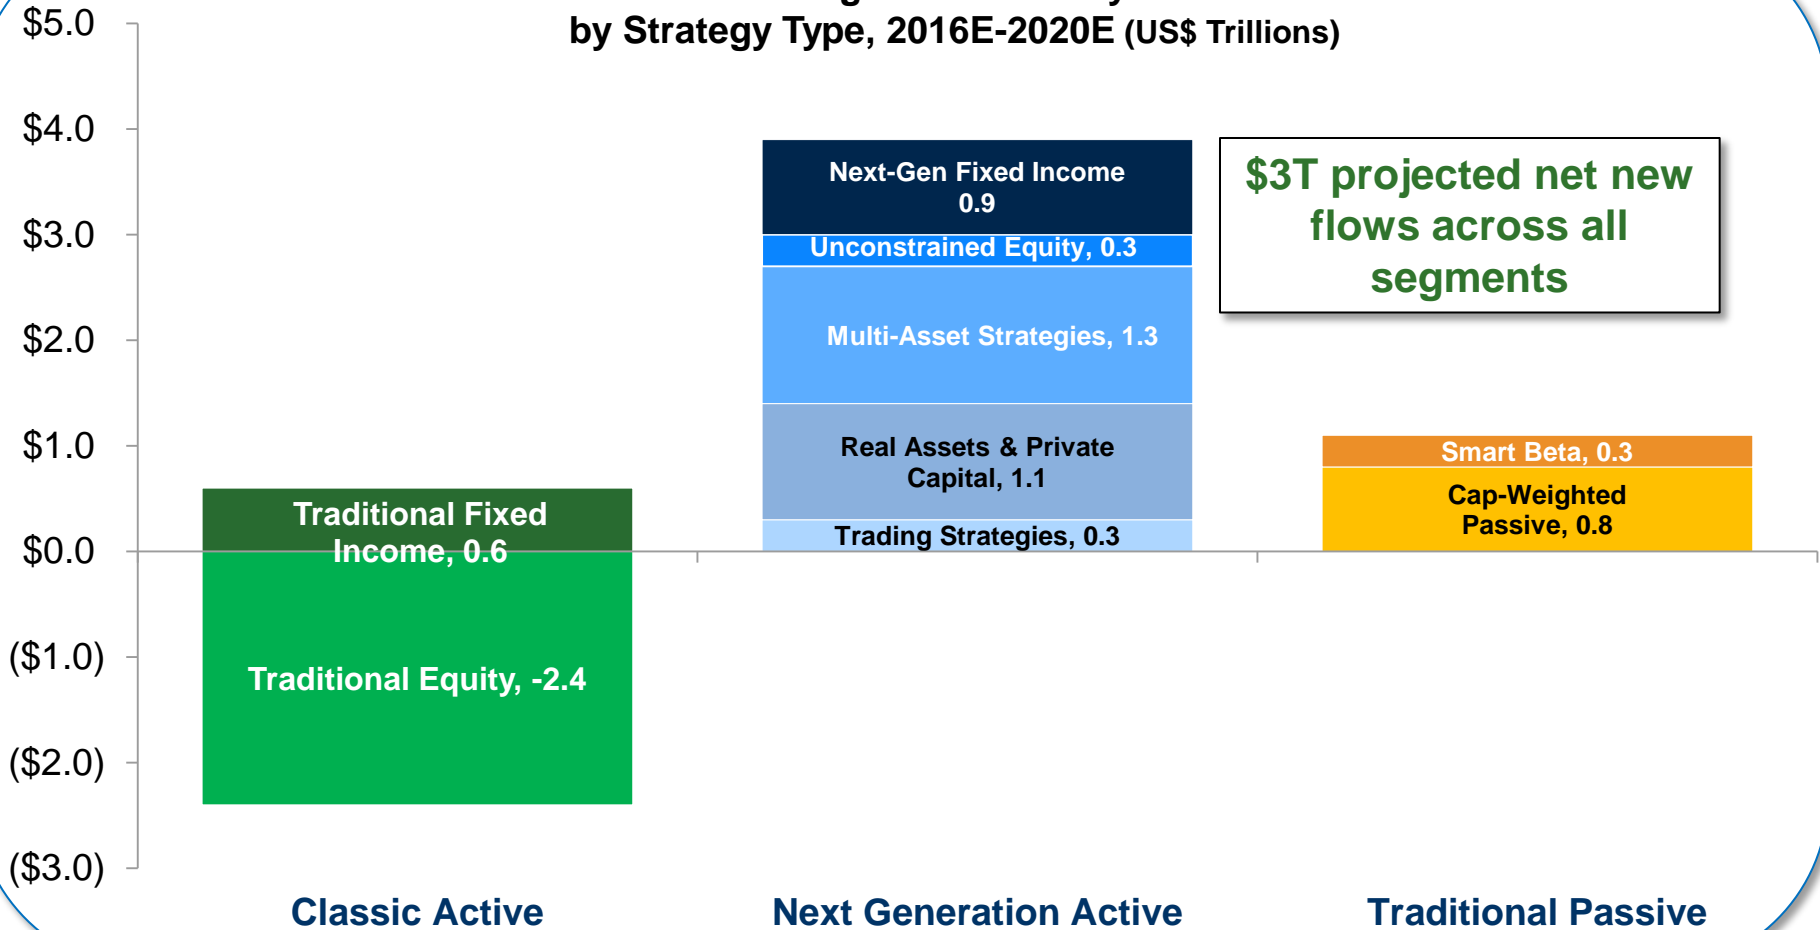 by Strategy Type, 2016E-2020E (US$ Trillions)
$5.0
$4.0
$3.0
$2.0
$1.0
$0.0
($1.0)
($2.0)
($3.0)
Traditional Fixed
Income, 0.6
Traditional Equity, -2.4
Next-Gen Fixed Income
0.9
Unconstrained Equity, 0.3
Multi-Asset Strategies, 1.3
Real Assets & Private
Capital, 1.1
Trading Strategies, 0.3
$3T projected net new
flows across all
segments
Smart Beta, 0.3
Cap-Weighted
Passive, 0.8
Classic Active
Next Generation Active
Traditional Passive